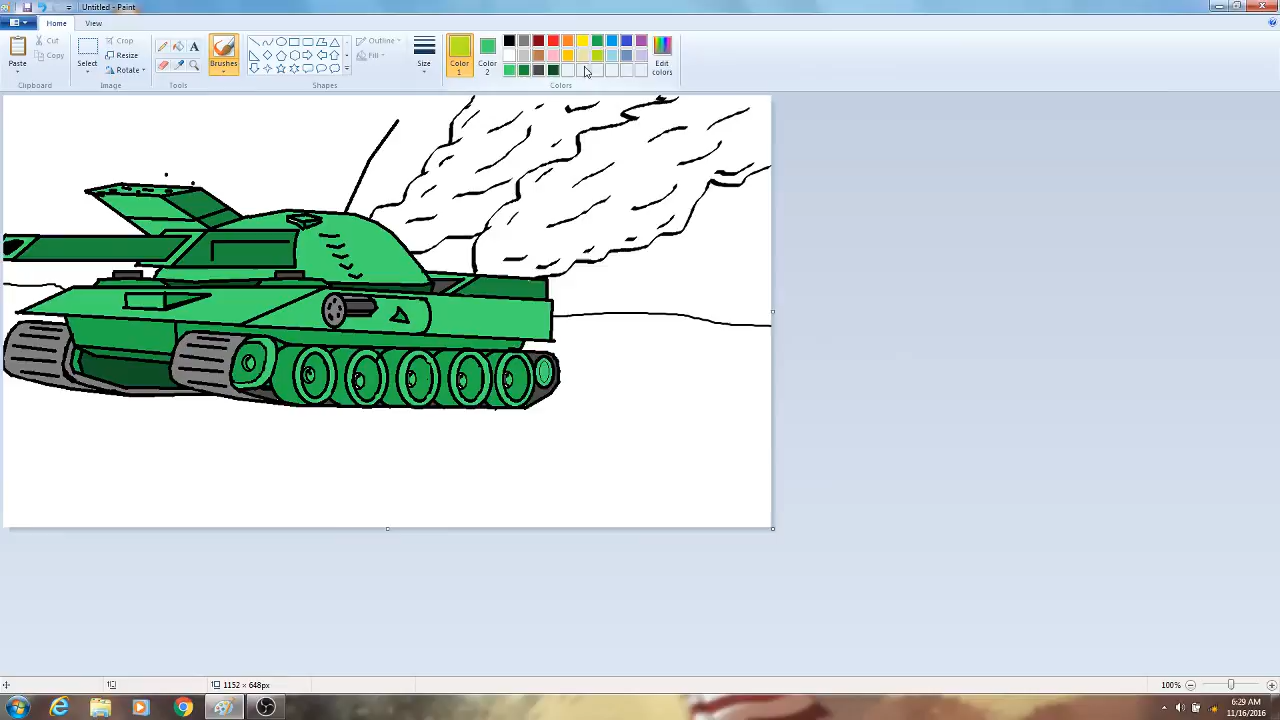 Untitled - Paint
Home View
Paste
Cut
Copy
Clipboard
Select
Crop
Resize
Rotate
Image
A
Tools
Brushes
Outline
Fill
Shapes
Size
Color 1
Color 2
Edit colors
Colors
1152 × 648px
100%
6:29 AM
11/16/2016